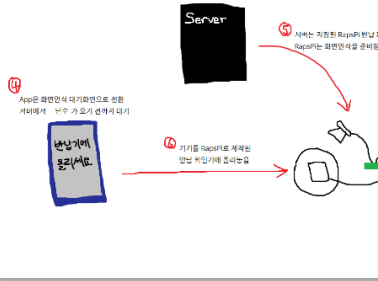 Server
⑤ 서버는 지정된 RapsPi 반납
RapsPi는 화면인식을 준비
④
App은 화면인식 대기화면으로 전환
서버에서 가 오기 전까지 대기
반납기에
올리세요
⑥ 기기를 RapsPi로 제작된
반납 확인기에 올려놓음